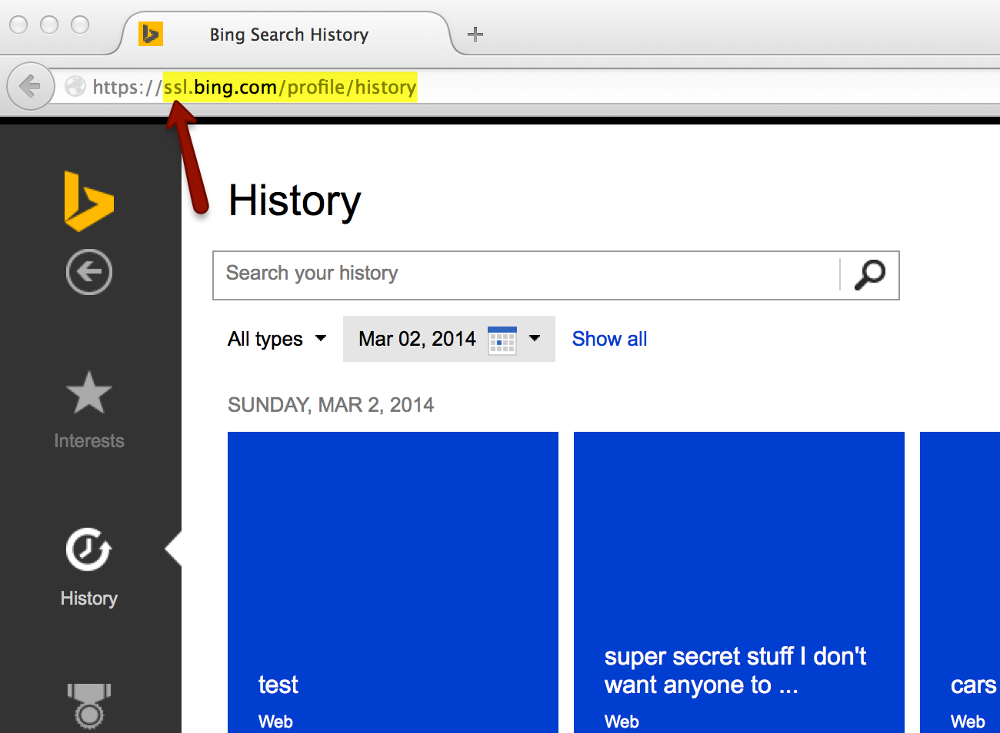 Bing Search History
https://ssl.bing.com/profile/history
History
Search your history
All types
Mar 02, 2014
Show all
SUNDAY, MAR 2, 2014
Interests
History
test
Web
super secret stuff I don't
want anyone to ...
Web
cars
Web